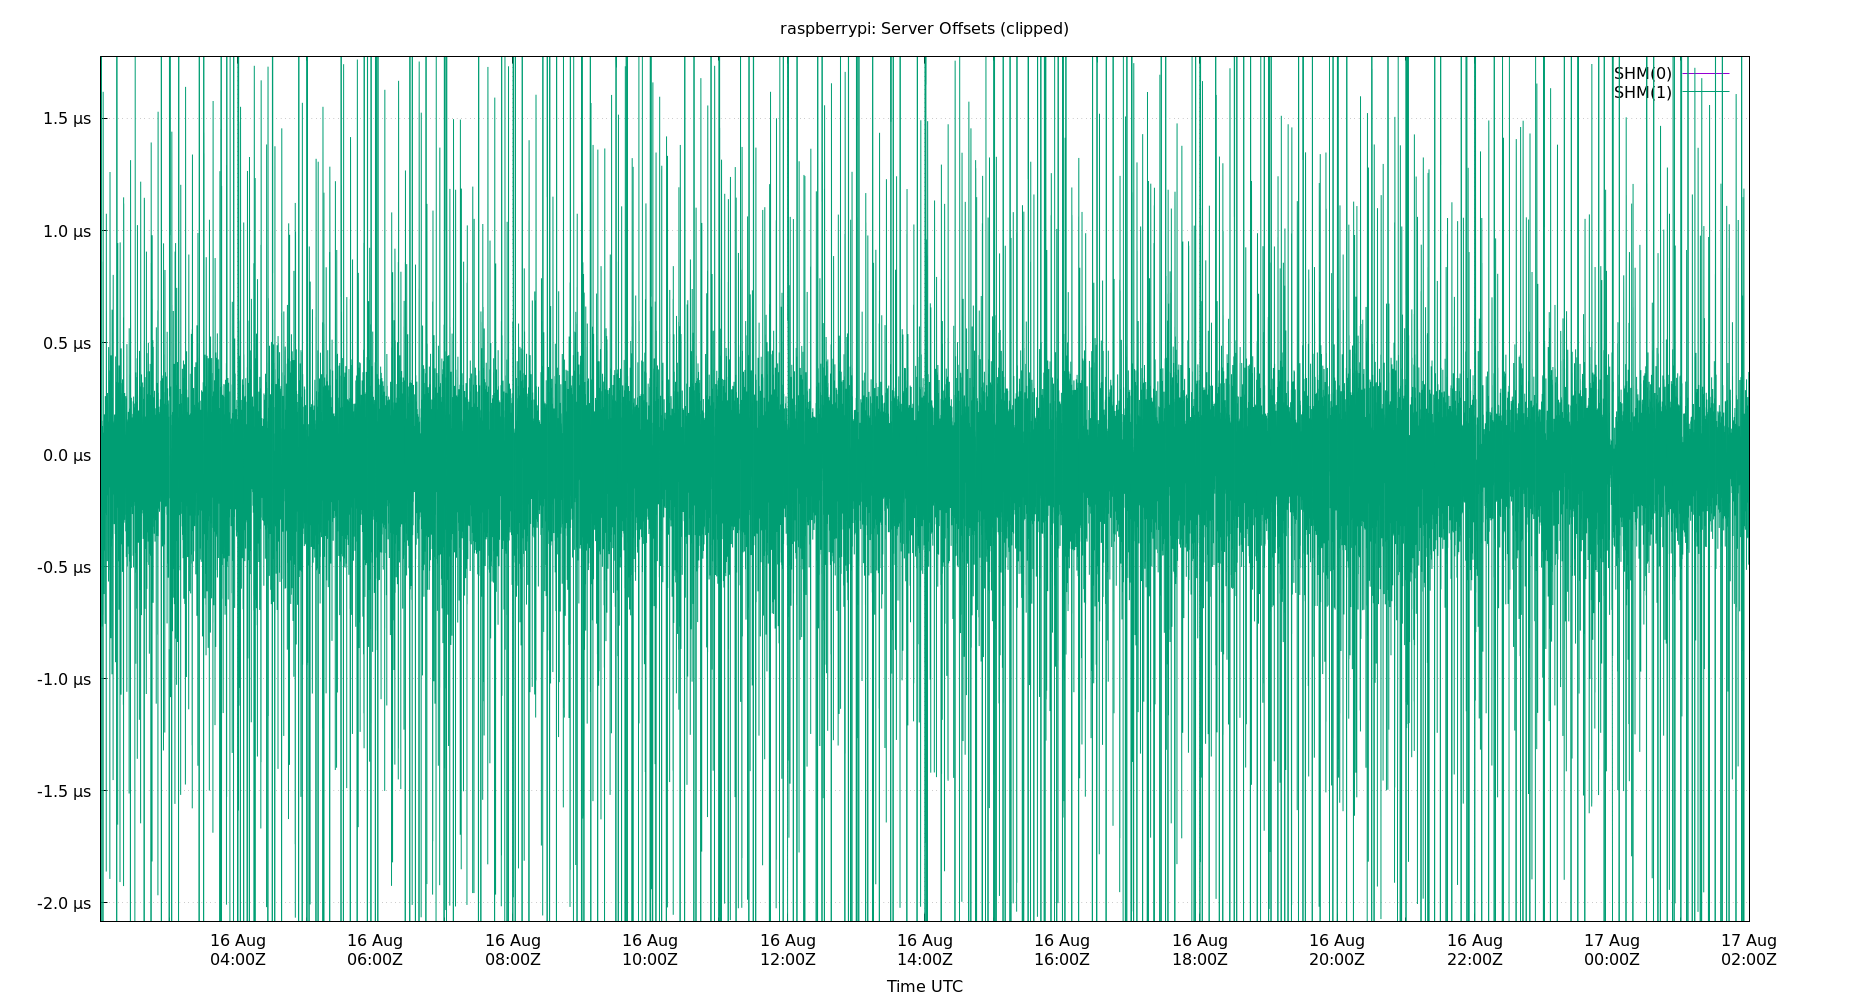 raspberrypi: Server Offsets (clipped)
SHM(0)
SHM(1)
1.5 µs
1.0 µs
0.5 µs
0.0 µs
-0.5 µs
-1.0 µs
-1.5 µs
-2.0 µs
16 Aug 16 Aug 16 Aug 16 Aug 16 Aug 16 Aug 16 Aug 16 Aug 16 Aug 16 Aug 17 Aug 17 Aug
04:00Z 06:00Z 08:00Z 10:00Z 12:00Z 14:00Z 16:00Z 18:00Z 20:00Z 22:00Z 00:00Z 02:00Z
Time UTC